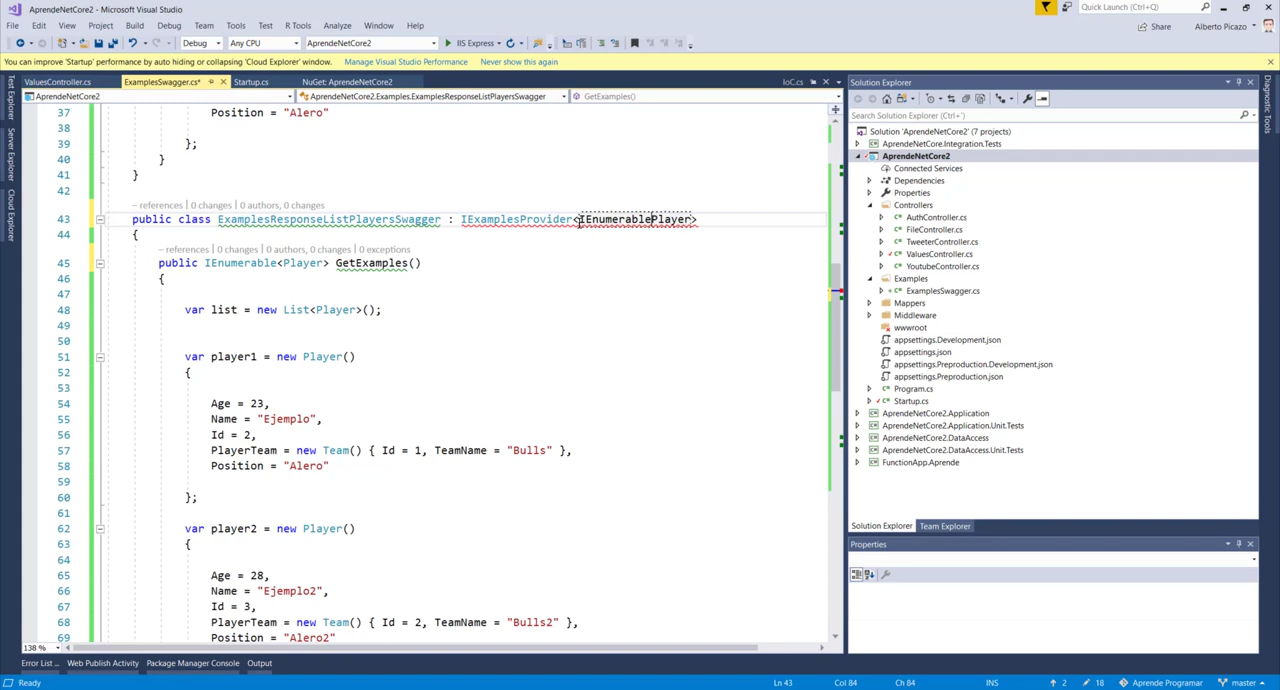 AprendeNetCore2 - Microsoft Visual Studio
Quick Launch (Ctrl+Q)
File Edit View Project Build Debug Team Tools Test R Tools Analyze Window Help
Share Alberto Picazo
Debug Any CPU AprendeNetCore2 IIS Express
You can improve 'Startup' performance by auto hiding or collapsing 'Cloud Explorer' window. Manage Visual Studio Performance Never show this again
Test Explorer
Server Explorer
Cloud Explorer
ValuesController.cs ExamplesSwagger.cs* Startup.cs NuGet: AprendeNetCore2 IoC.cs
AprendeNetCore2 AprendeNetCore2.Examples.ExamplesResponseListPlayersSwagger GetExamples()
37 Position = "Alero"
38
39 };
40 }
41 }
42
– references | 0 changes | 0 authors, 0 changes
43 public class ExamplesResponseListPlayersSwagger : IExamplesProvider<IEnumerablePlayer>
44 {
– references | 0 changes | 0 authors, 0 changes | 0 exceptions
45 public IEnumerable<Player> GetExamples()
46 {
47
48 var list = new List<Player>();
49
50
51 var player1 = new Player()
52 {
53
54 Age = 23,
55 Name = "Ejemplo",
56 Id = 2,
57 PlayerTeam = new Team() { Id = 1, TeamName = "Bulls" },
58 Position = "Alero"
59
60 };
61
62 var player2 = new Player()
63 {
64
65 Age = 28,
66 Name = "Ejemplo2",
67 Id = 3,
68 PlayerTeam = new Team() { Id = 2, TeamName = "Bulls2" },
69 Position = "Alero2"
138 %
Solution Explorer
Search Solution Explorer (Ctrl+')
Solution 'AprendeNetCore2' (7 projects)
AprendeNetCore.Integration.Tests
AprendeNetCore2
Connected Services
Dependencies
Properties
Controllers
AuthController.cs
FileController.cs
TweeterController.cs
ValuesController.cs
YoutubeController.cs
Examples
ExamplesSwagger.cs
Mappers
Middleware
wwwroot
appsettings.Development.json
appsettings.json
appsettings.Preproduction.Development.json
appsettings.Preproduction.json
Program.cs
Startup.cs
AprendeNetCore2.Application
AprendeNetCore2.Application.Unit.Tests
AprendeNetCore2.DataAccess
AprendeNetCore2.DataAccess.Unit.Tests
FunctionApp.Aprende
Solution Explorer Team Explorer
Properties
Diagnostic Tools
Error List ... Web Publish Activity Package Manager Console Output
Ready Ln 43 Col 84 Ch 84 INS 2 18 Aprende Programar master